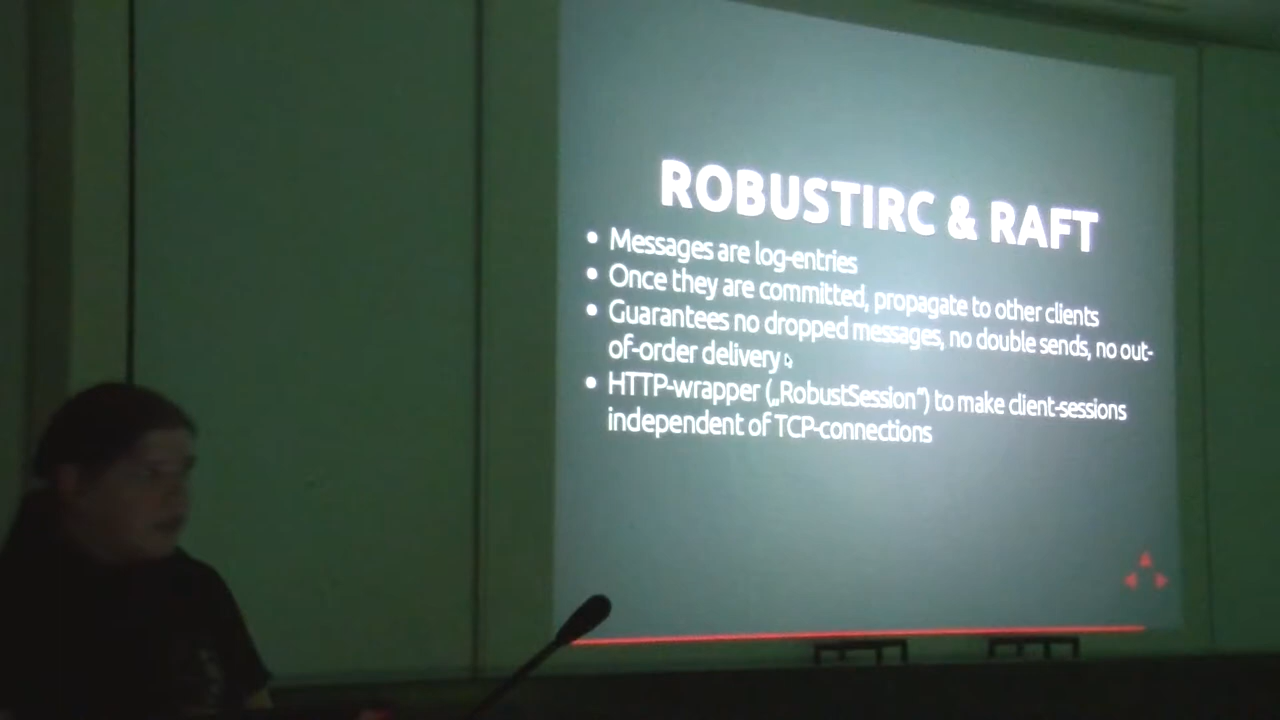 ROBUSTIRC & RAFT
• Messages are log-entries
• Once they are committed, propagate to other clients
• Guarantees no dropped messages, no double sends, no out-
of-order delivery
• HTTP-wrapper („RobustSession“) to make client-sessions
independent of TCP-connections